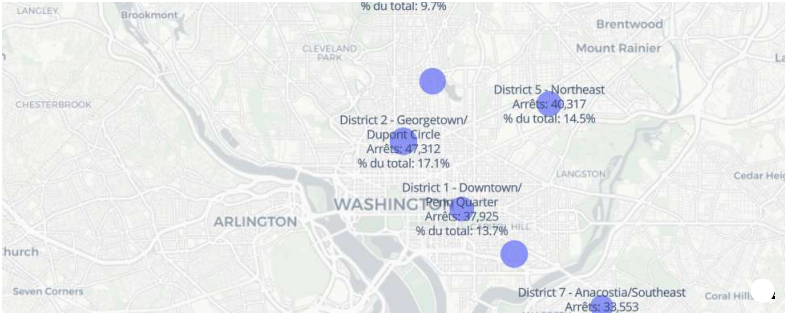 LANGLEY
% du total: 9.7%
Brookmont
Brentwood
Mount Rainier
CLEVELAND
PARK
District 5 - Northeast
Arrêts: 40,317
% du total: 14.5%
CHESTERBROOK
District 2 - Georgetown/
Dupont Circle
Arrêts: 47,312
% du total: 17.1%
LANGSTON
Cedar Heig
District 1 - Downtown/
Penn Quarter
WASHINGTON
Arrêts: 37,925
% du total: 13.7%
HILL
ARLINGTON
hurch
Seven Corners
District 7 - Anacostia/Southeast
Arrêts: 33,553
Coral Hills